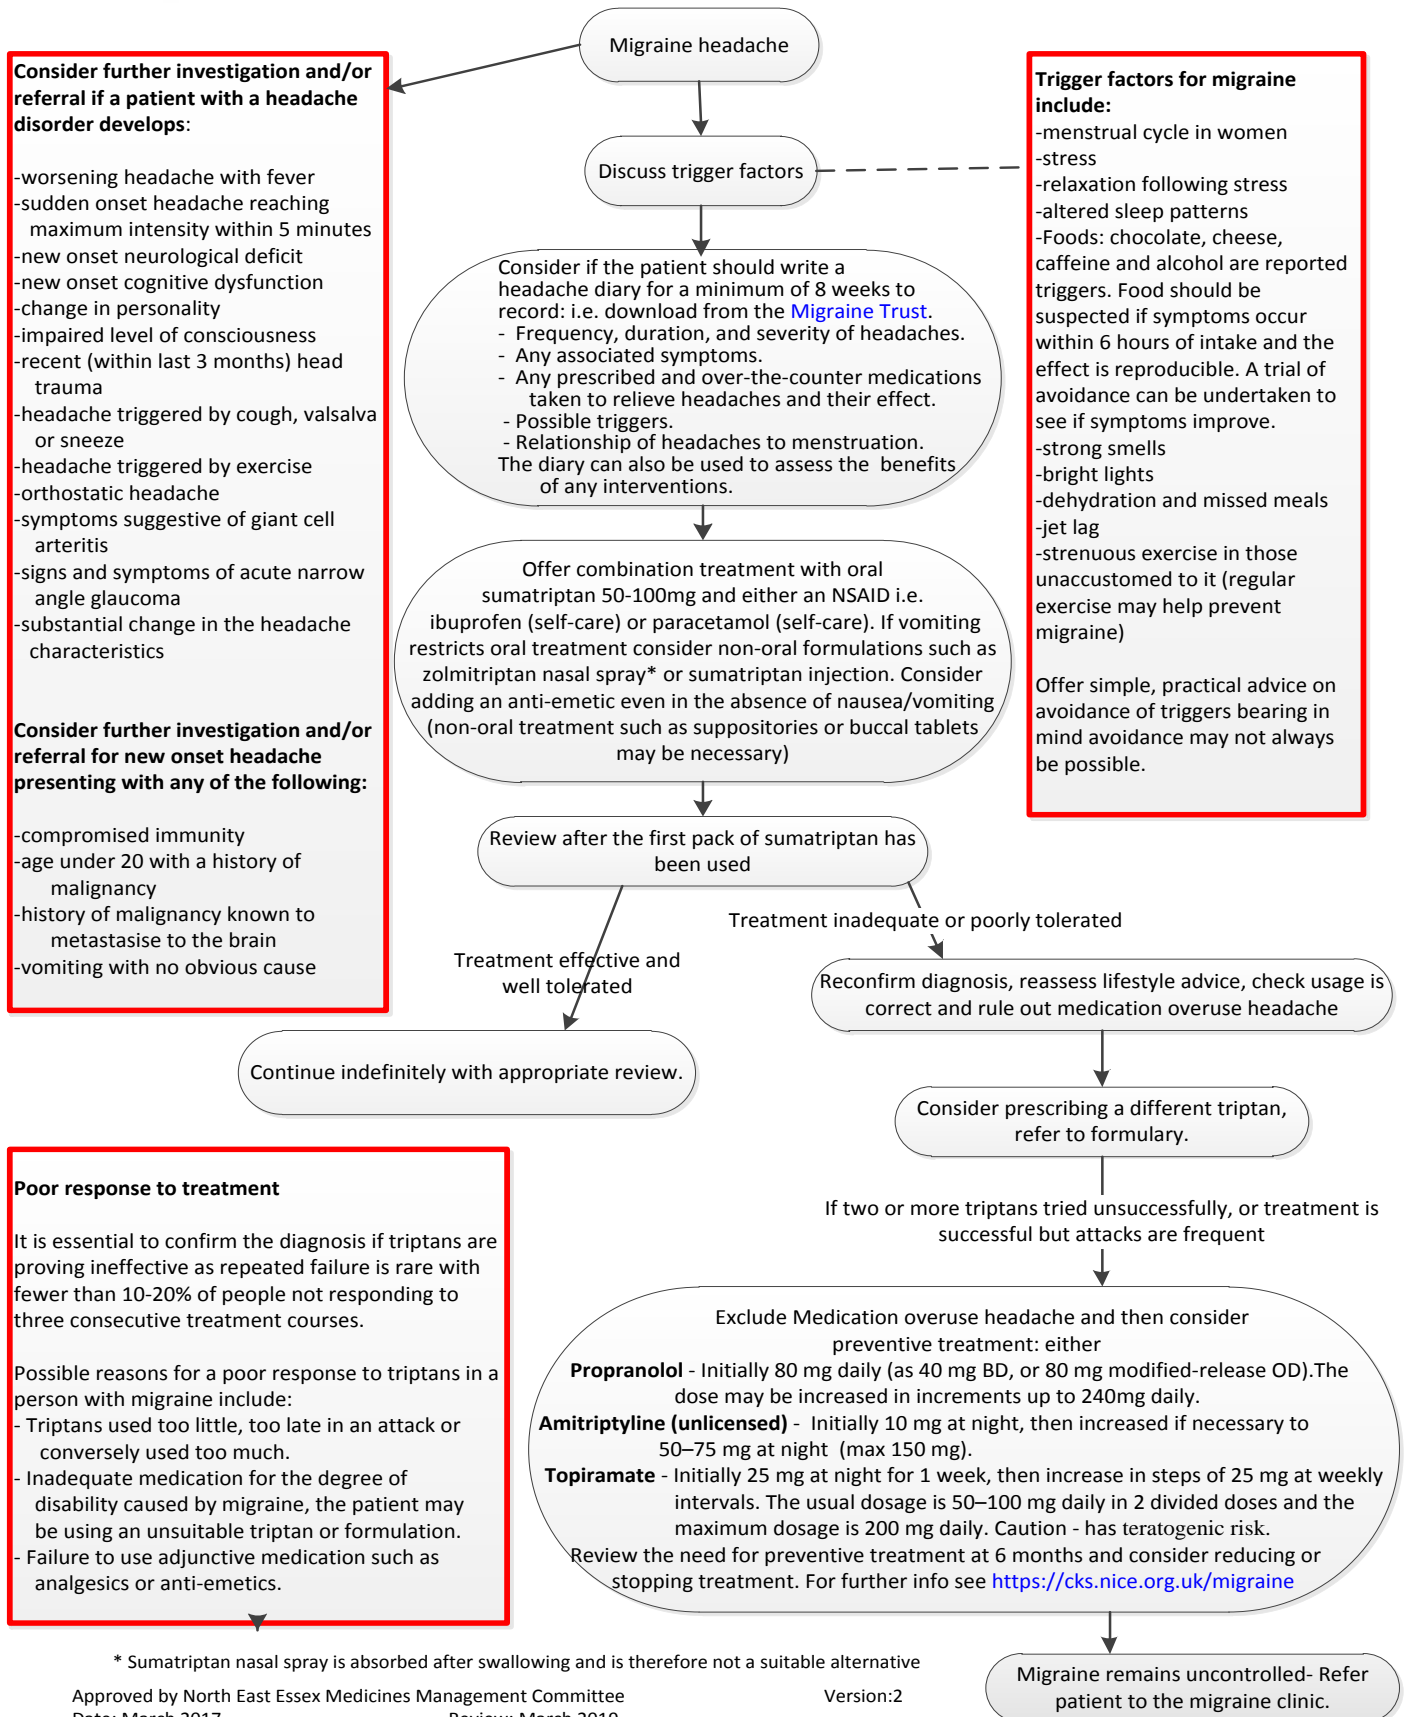 Migraine headache
Consider further investigation and/or
referral if a patient with a headache
disorder develops:
-worsening headache with fever
-sudden onset headache reaching
maximum intensity within 5 minutes
-new onset neurological deficit
-new onset cognitive dysfunction
-change in personality
-impaired level of consciousness
-recent (within last 3 months) head
trauma
-headache triggered by cough, valsalva
or sneeze
-headache triggered by exercise
-orthostatic headache
-symptoms suggestive of giant cell
arteritis
-signs and symptoms of acute narrow
angle glaucoma
-substantial change in the headache
characteristics
Consider further investigation and/or
referral for new onset headache
presenting with any of the following:
-compromised immunity
-age under 20 with a history of
malignancy
-history of malignancy known to
metastasise to the brain
-vomiting with no obvious cause
Discuss trigger factors
Trigger factors for migraine
include:
-menstrual cycle in women
-stress
-relaxation following stress
-altered sleep patterns
-Foods: chocolate, cheese,
caffeine and alcohol are reported
triggers. Food should be
suspected if symptoms occur
within 6 hours of intake and the
effect is reproducible. A trial of
avoidance can be undertaken to
see if symptoms improve.
-strong smells
-bright lights
-dehydration and missed meals
-jet lag
-strenuous exercise in those
unaccustomed to it (regular
exercise may help prevent
migraine)
Offer simple, practical advice on
avoidance of triggers bearing in
mind avoidance may not always
be possible.
Consider if the patient should write a
headache diary for a minimum of 8 weeks to
record: i.e. download from the Migraine Trust.
- Frequency, duration, and severity of headaches.
- Any associated symptoms.
- Any prescribed and over-the-counter medications
taken to relieve headaches and their effect.
- Possible triggers.
- Relationship of headaches to menstruation.
The diary can also be used to assess the benefits
of any interventions.
Offer combination treatment with oral
sumatriptan 50-100mg and either an NSAID i.e.
ibuprofen (self-care) or paracetamol (self-care). If vomiting
restricts oral treatment consider non-oral formulations such as
zolmitriptan nasal spray* or sumatriptan injection. Consider
adding an anti-emetic even in the absence of nausea/vomiting
(non-oral treatment such as suppositories or buccal tablets
may be necessary)
Review after the first pack of sumatriptan has
been used
Treatment effective and
well tolerated
Treatment inadequate or poorly tolerated
Continue indefinitely with appropriate review.
Reconfirm diagnosis, reassess lifestyle advice, check usage is
correct and rule out medication overuse headache
Consider prescribing a different triptan,
refer to formulary.
If two or more triptans tried unsuccessfully, or treatment is
successful but attacks are frequent
Exclude Medication overuse headache and then consider
preventive treatment: either
Propranolol - Initially 80 mg daily (as 40 mg BD, or 80 mg modified-release OD).The
dose may be increased in increments up to 240mg daily.
Amitriptyline (unlicensed) - Initially 10 mg at night, then increased if necessary to
50–75 mg at night (max 150 mg).
Topiramate - Initially 25 mg at night for 1 week, then increase in steps of 25 mg at weekly
intervals. The usual dosage is 50–100 mg daily in 2 divided doses and the
maximum dosage is 200 mg daily. Caution - has teratogenic risk.
Review the need for preventive treatment at 6 months and consider reducing or
stopping treatment. For further info see https://cks.nice.org.uk/migraine
Poor response to treatment
It is essential to confirm the diagnosis if triptans are
proving ineffective as repeated failure is rare with
fewer than 10-20% of people not responding to
three consecutive treatment courses.
Possible reasons for a poor response to triptans in a
person with migraine include:
- Triptans used too little, too late in an attack or
conversely used too much.
- Inadequate medication for the degree of
disability caused by migraine, the patient may
be using an unsuitable triptan or formulation.
- Failure to use adjunctive medication such as
analgesics or anti-emetics.
Migraine remains uncontrolled- Refer
patient to the migraine clinic.
* Sumatriptan nasal spray is absorbed after swallowing and is therefore not a suitable alternative
Approved by North East Essex Medicines Management Committee Version:2
Date: March 2017 Review: March 2019